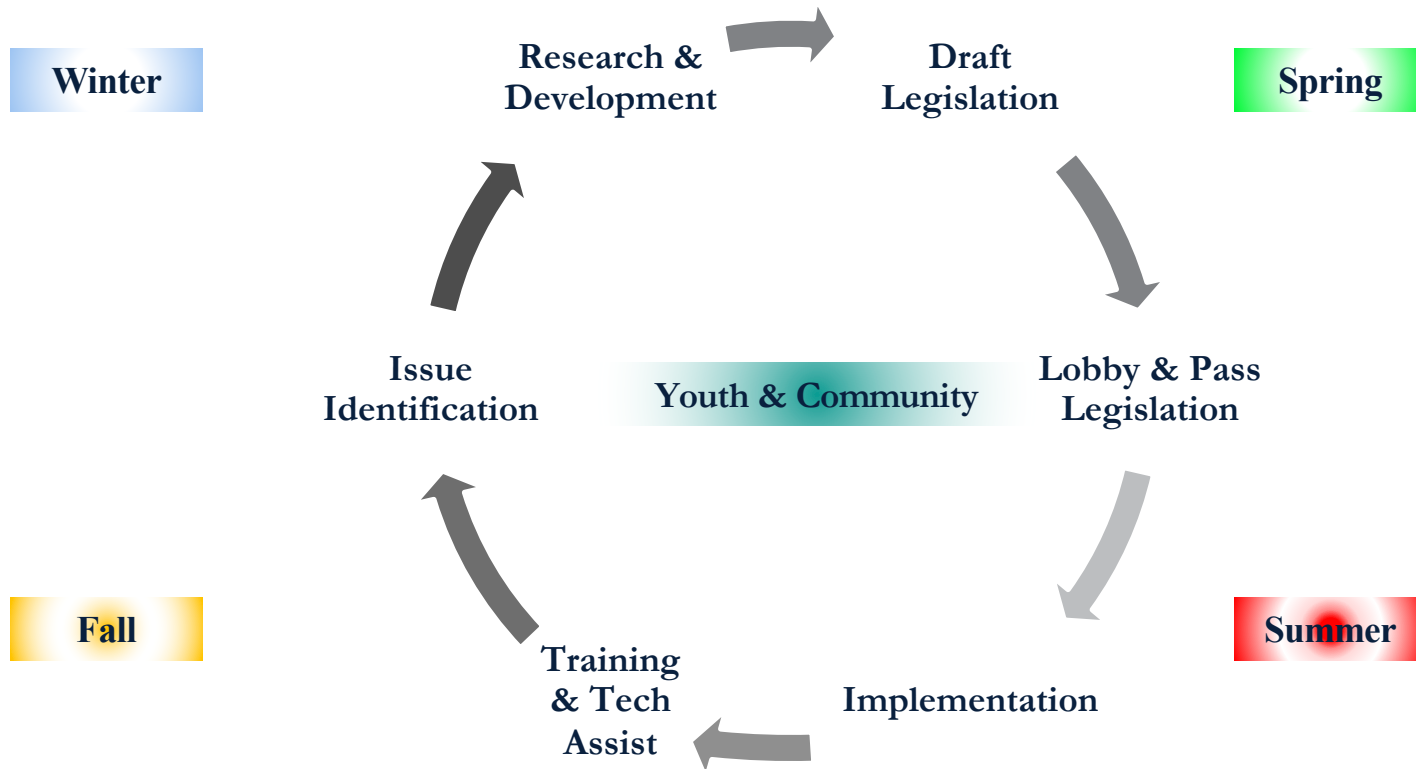 Winter
Research &
Development
Draft
Legislation
Spring
Issue
Identification
Youth & Community
Lobby & Pass
Legislation
Fall
Training
& Tech
Assist
Implementation
Summer